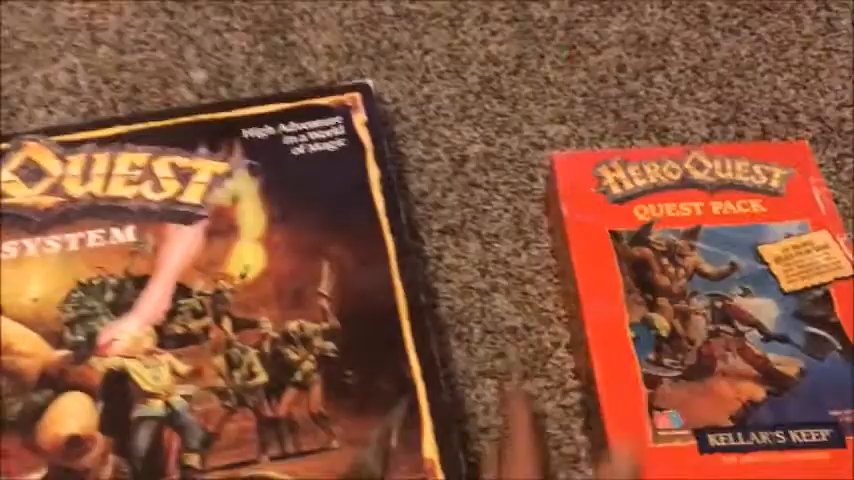 High Adventure
in a World
of Magic
QUEST
SYSTEM
HEROQUEST
QUEST PACK
KELLAR'S KEEP